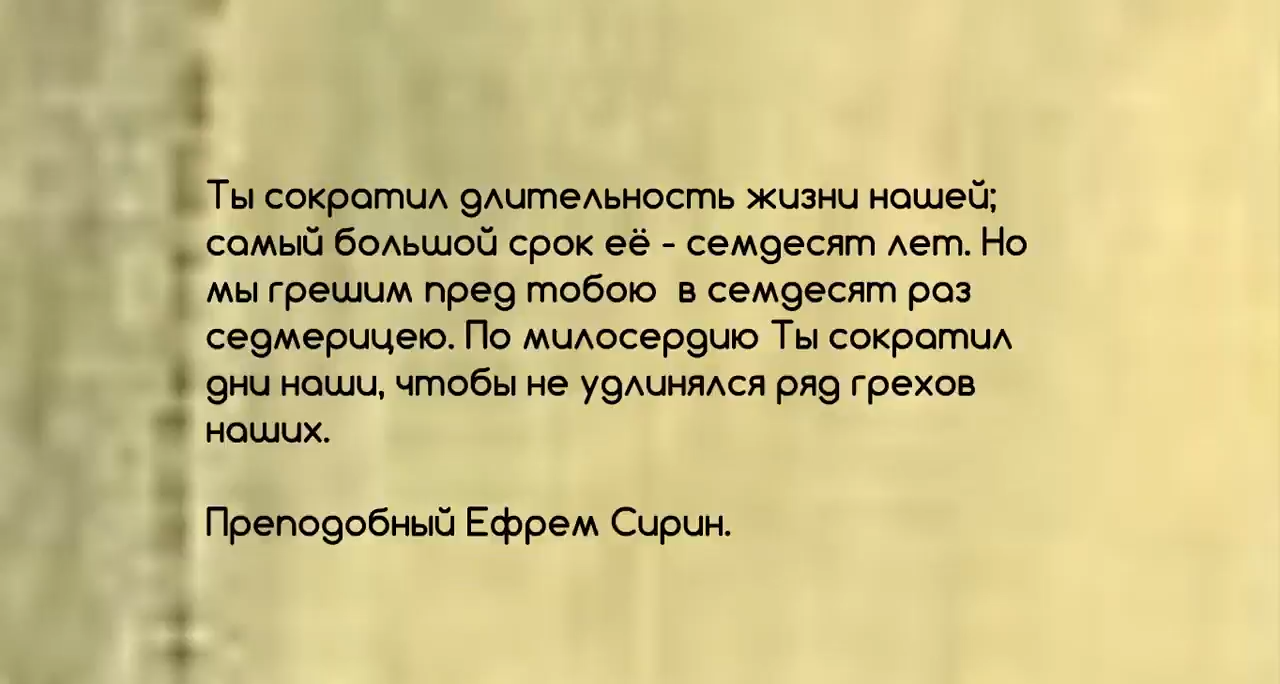 Ты сократил длительность жизни нашей;
самый большой срок её - семдесят лет. Но
мы грешим пред тобою  в семдесят раз
седмерицею. По милосердию Ты сократил
дни наши, чтобы не удлинялся ряд грехов
наших.

Преподобный Ефрем Сирин.